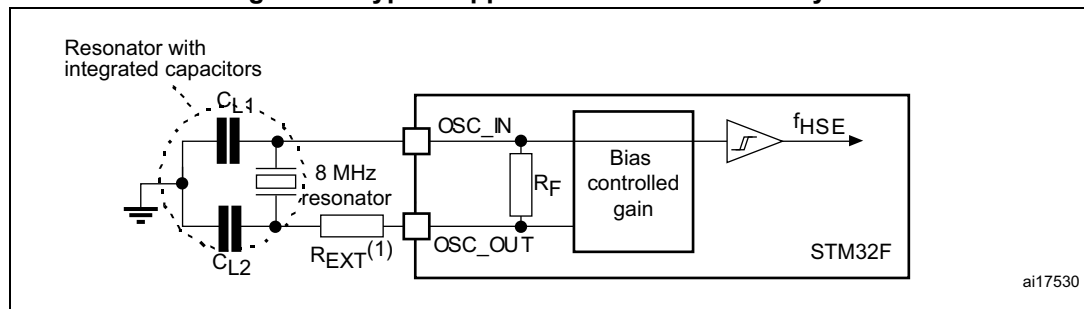 Resonator with
integrated capacitors
CL1
OSC_IN
fHSE
8 MHz
resonator
RF
Bias
controlled
gain
REXT(1)
OSC_OUT
STM32F
CL2
ai17530